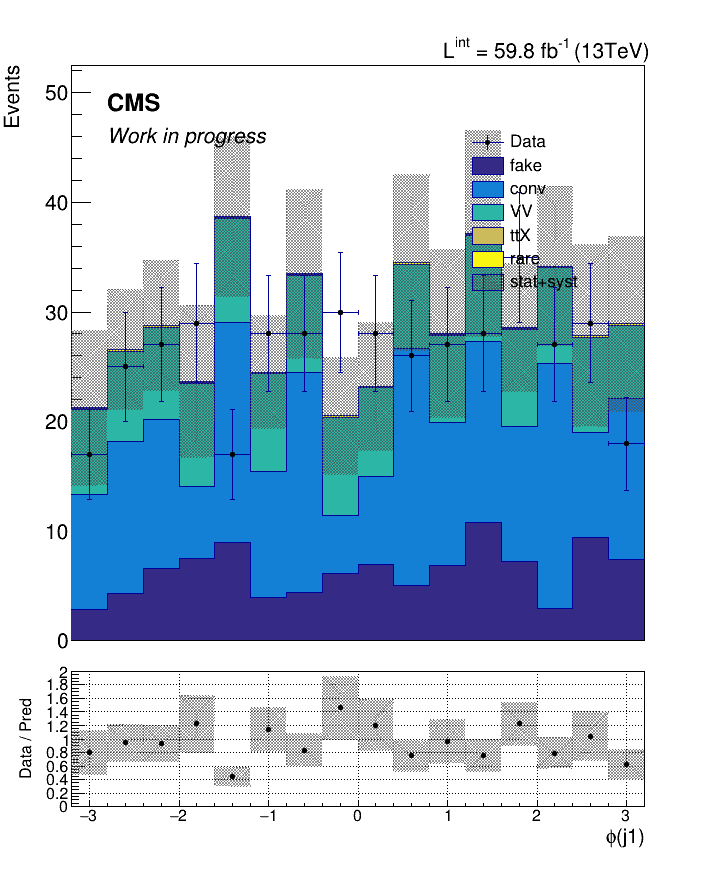 L^int = 59.8 fb^-1 (13TeV)
Events
50
40
30
20
10
0
CMS
Work in progress
Data
fake
conv
VV
ttX
rare
stat+syst
Data / Pred
2
1.8
1.6
1.4
1.2
1
0.8
0.6
0.4
0.2
0
−3 −2 −1 0 1 2 3
ϕ(j1)